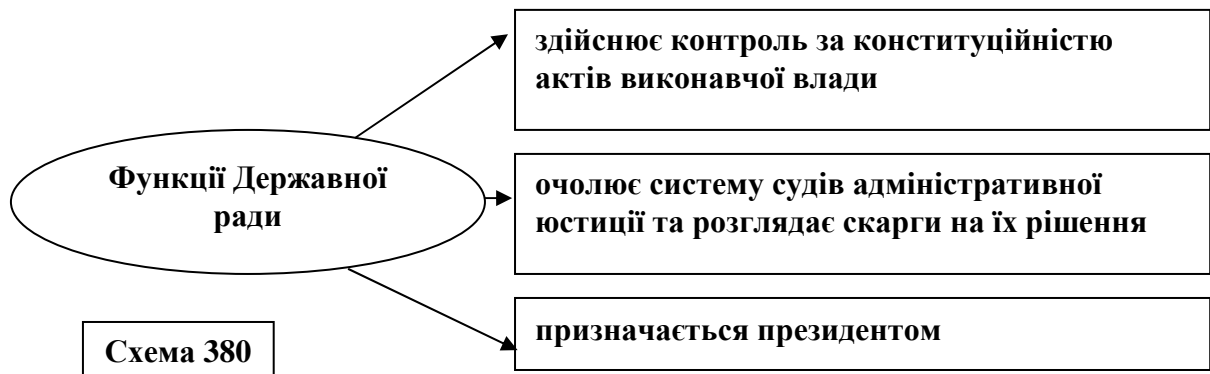 здійснює контроль за конституційністю
актів виконавчої влади
Функції Державної
ради
очолює систему судів адміністративної
юстиції та розглядає скарги на їх рішення
призначається президентом
Схема 380